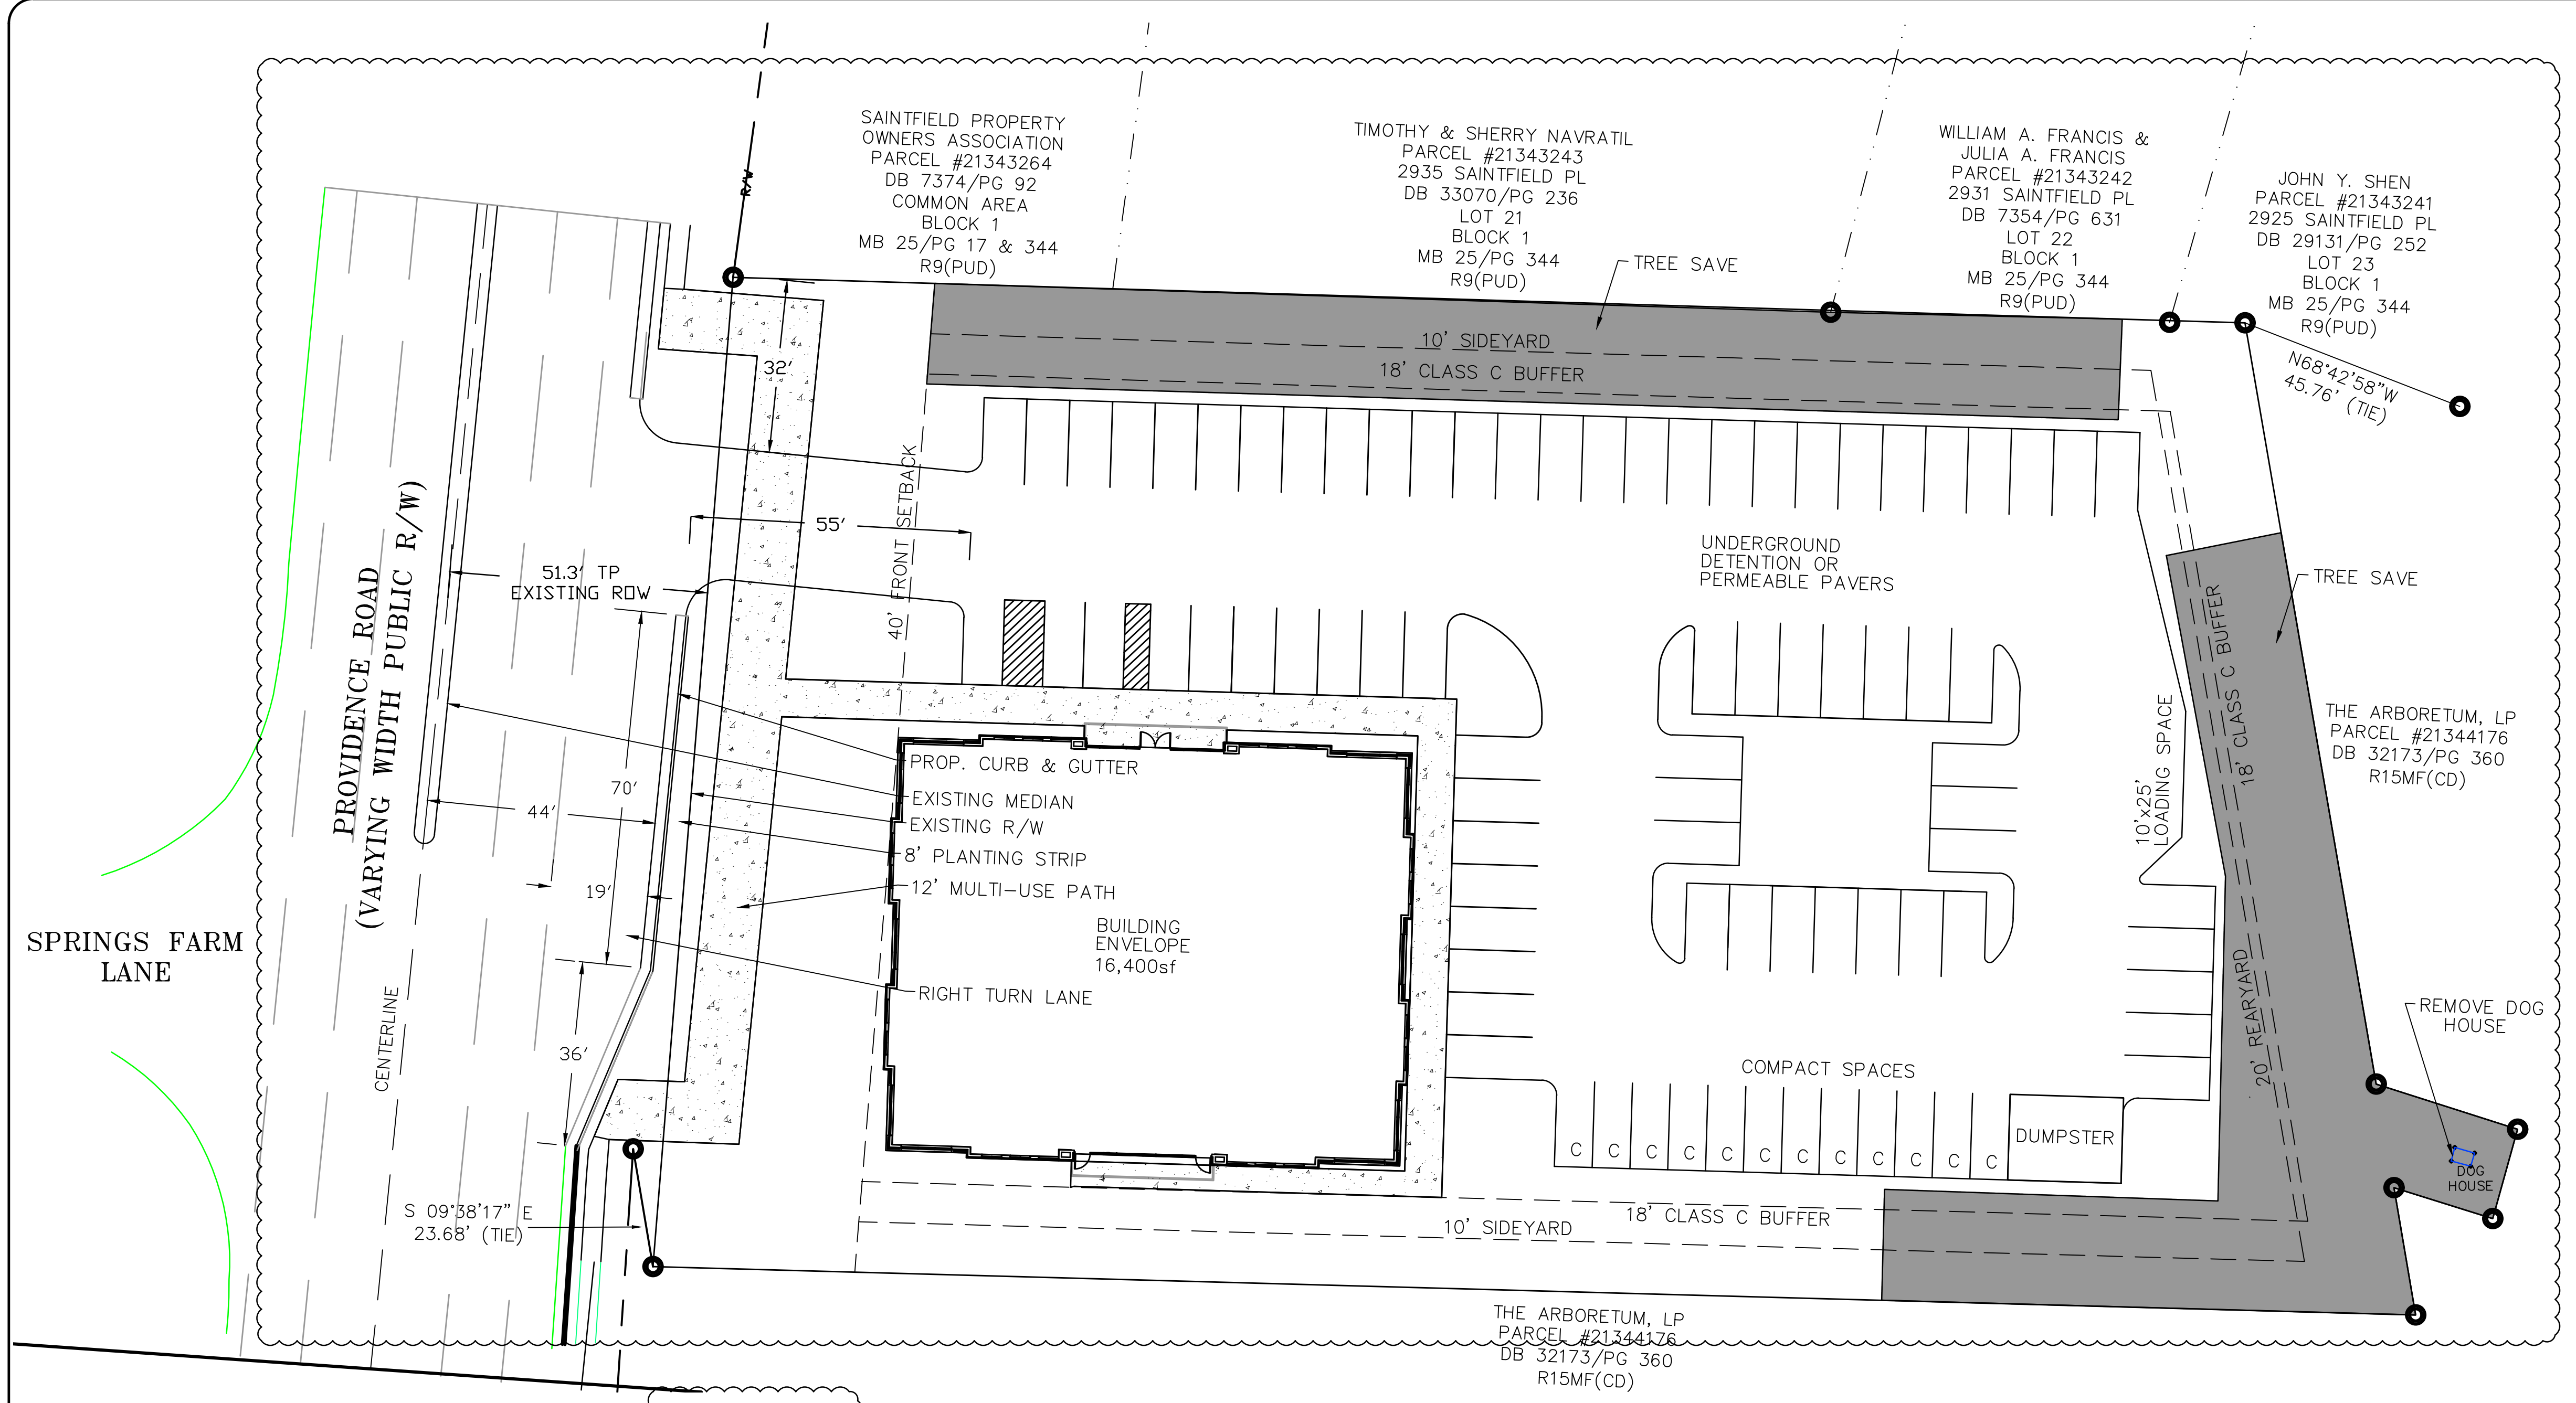 SAINTFIELD PROPERTY
OWNERS ASSOCIATION
PARCEL #21343264
DB 7374/PG 92
COMMON AREA
BLOCK 1
MB 25/PG 17 & 344
R9(PUD)
TIMOTHY & SHERRY NAVRATIL
PARCEL #21343243
2935 SAINTFIELD PL
DB 33070/PG 236
LOT 21
BLOCK 1
MB 25/PG 344
R9(PUD)
WILLIAM A. FRANCIS &
JULIA A. FRANCIS
PARCEL #21343242
2931 SAINTFIELD PL
DB 7354/PG 631
LOT 22
BLOCK 1
MB 25/PG 344
R9(PUD)
JOHN Y. SHEN
PARCEL #21343241
2925 SAINTFIELD PL
DB 29131/PG 252
LOT 23
BLOCK 1
MB 25/PG 344
R9(PUD)
R/W
TREE SAVE
10' SIDEYARD
18' CLASS C BUFFER
N68°42'58"W
45.76' (TIE)
32'
55'
40' FRONT SETBACK
51.3' TP
EXISTING ROW
UNDERGROUND
DETENTION OR
PERMEABLE PAVERS
TREE SAVE
PROVIDENCE ROAD
(VARYING WIDTH PUBLIC R/W)
18' CLASS C BUFFER
20' REARYARD
10'x25'
LOADING SPACE
THE ARBORETUM, LP
PARCEL #21344176
DB 32173/PG 360
R15MF(CD)
70'
44'
19'
36'
PROP. CURB & GUTTER
EXISTING MEDIAN
EXISTING R/W
8' PLANTING STRIP
12' MULTI-USE PATH
RIGHT TURN LANE
BUILDING
ENVELOPE
16,400sf
SPRINGS FARM
LANE
CENTERLINE
REMOVE DOG
HOUSE
DOG
HOUSE
COMPACT SPACES
C C C C C C C C C C C C
DUMPSTER
S 09°38'17" E
23.68' (TIE)
18' CLASS C BUFFER
10' SIDEYARD
THE ARBORETUM, LP
PARCEL #21344176
DB 32173/PG 360
R15MF(CD)